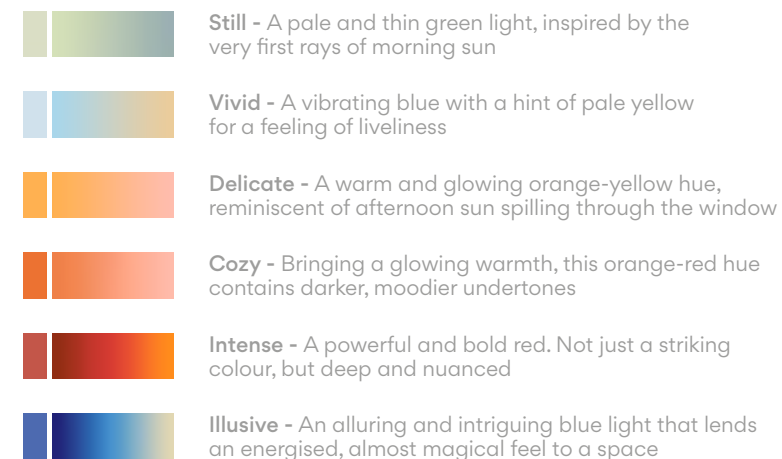 Still - A pale and thin green light, inspired by the
very first rays of morning sun
Vivid - A vibrating blue with a hint of pale yellow
for a feeling of liveliness
Delicate - A warm and glowing orange-yellow hue,
reminiscent of afternoon sun spilling through the window
Cozy - Bringing a glowing warmth, this orange-red hue
contains darker, moodier undertones
Intense - A powerful and bold red. Not just a striking
colour, but deep and nuanced
Illusive - An alluring and intriguing blue light that lends
an energised, almost magical feel to a space